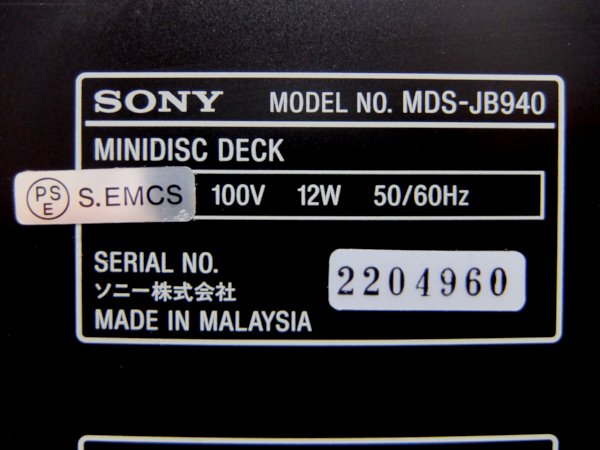 SONY MODEL NO. MDS-JB940
MINIDISC DECK
PSE S.EMCS 100V 12W 50/60Hz
SERIAL NO. 2204960
ソニー株式会社
MADE IN MALAYSIA